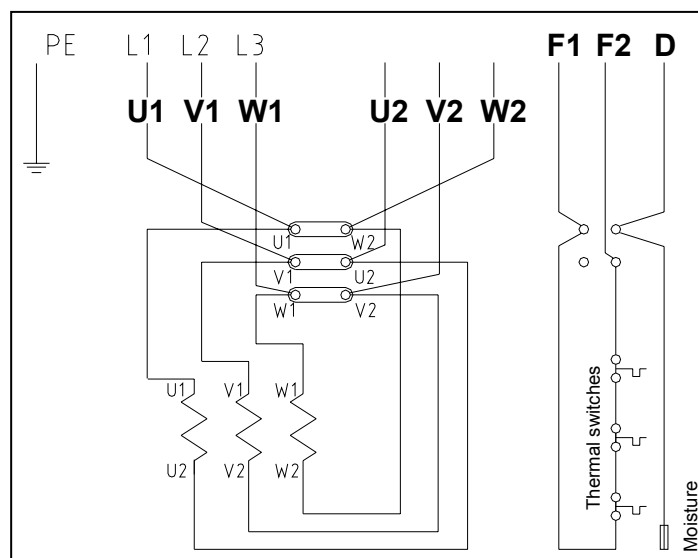 PE L1 L2 L3 F1 F2 D
U1 V1 W1 U2 V2 W2
U1 W2
V1 U2
W1 V2
U1 V1 W1
U2 V2 W2
Thermal switches
Moisture